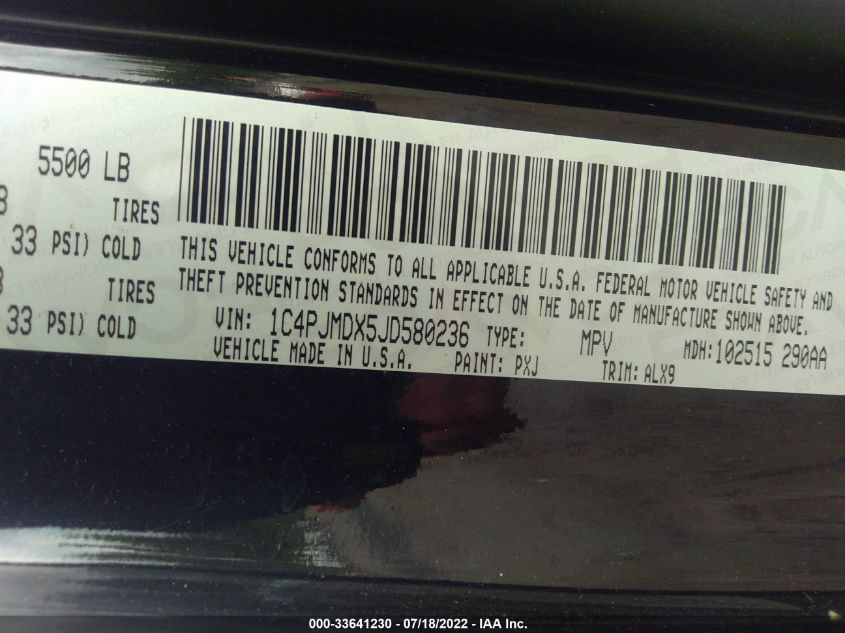 5500 LB
TIRES
33 PSI) COLD
TIRES
33 PSI) COLD
THIS VEHICLE CONFORMS TO ALL APPLICABLE U.S.A. FEDERAL MOTOR VEHICLE SAFETY AND
THEFT PREVENTION STANDARDS IN EFFECT ON THE DATE OF MANUFACTURE SHOWN ABOVE.
VIN: 1C4PJMDX5JD580236 TYPE: MPV MDH: 102515 290AA
VEHICLE MADE IN U.S.A. PAINT: PXJ TRIM: ALX9
000-33641230 - 07/18/2022 - IAA Inc.